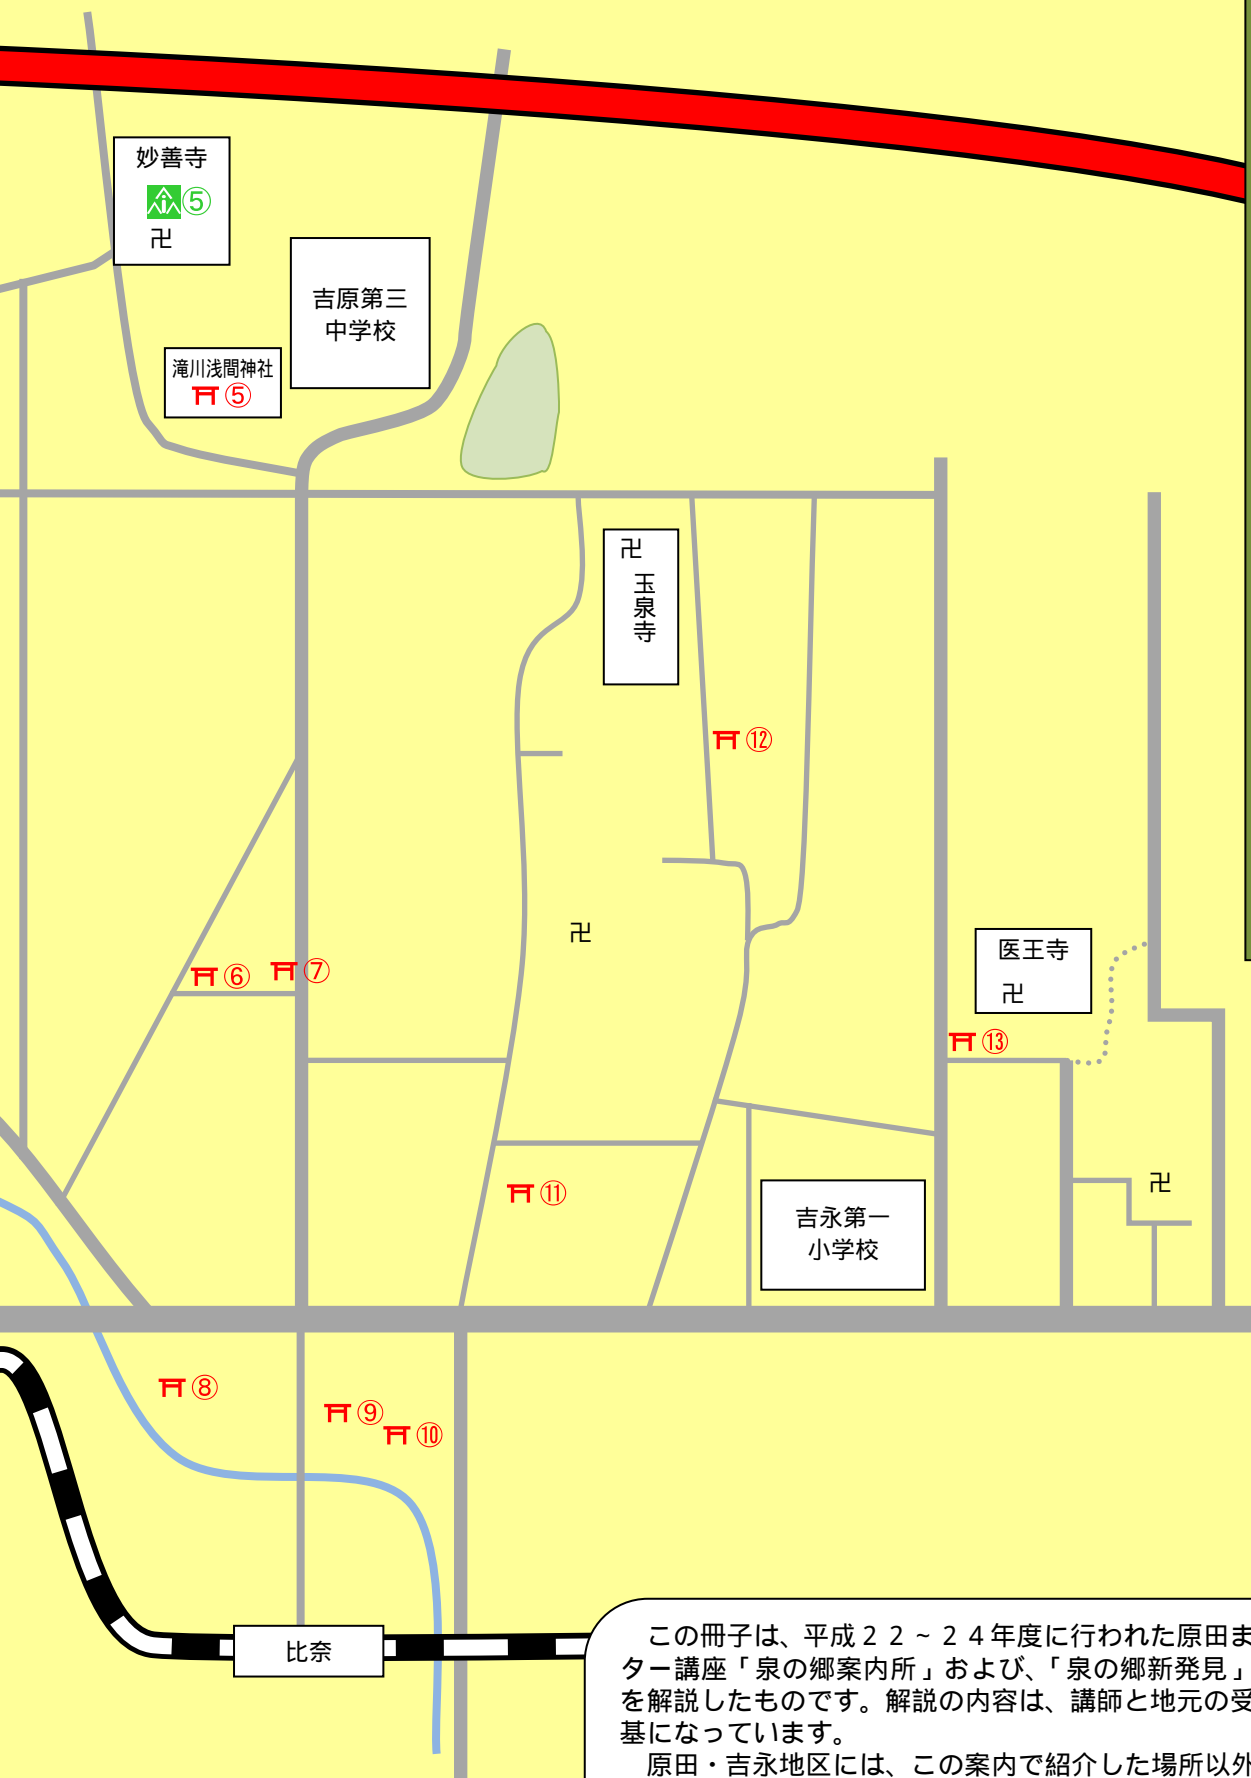 妙善寺
⑤
卍
吉原第三
中学校
滝川浅間神社
⑤
卍
玉泉寺
⑫
卍
医王寺
卍
⑥
⑦
⑬
卍
⑪
吉永第一
小学校
⑧
⑨
⑩
比奈
この冊子は、平成２２~２４年度に行われた原田ま
ター講座「泉の郷案内所」および、「泉の郷新発見」
を解説したものです。解説の内容は、講師と地元の受
基になっています。
原田・吉永地区には、この案内で紹介した場所以外